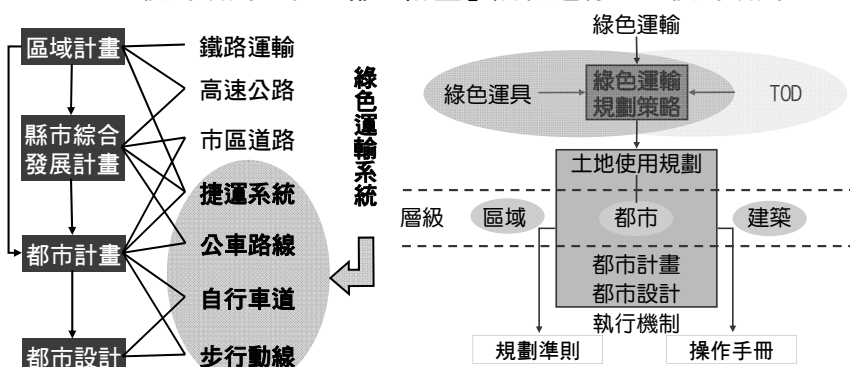 區域計畫
縣市綜合
發展計畫
都市計畫
都市設計
鐵路運輸
高速公路
市區道路
捷運系統
公車路線
自行車道
步行動線
綠色運輸系統
綠色運輸
綠色運具
綠色運輸
規劃策略
TOD
土地使用規劃
層級
區域
都市
建築
都市計畫
都市設計
執行機制
規劃準則
操作手冊